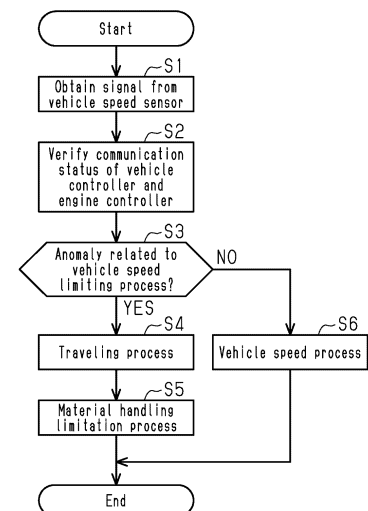 Start
S1
Obtain signal from
vehicle speed sensor
S2
Verify communication
status of vehicle
controller and
engine controller
S3
Anomaly related to
vehicle speed
limiting process?
NO
YES
S4
Traveling process
S6
Vehicle speed process
S5
Material handling
limitation process
End